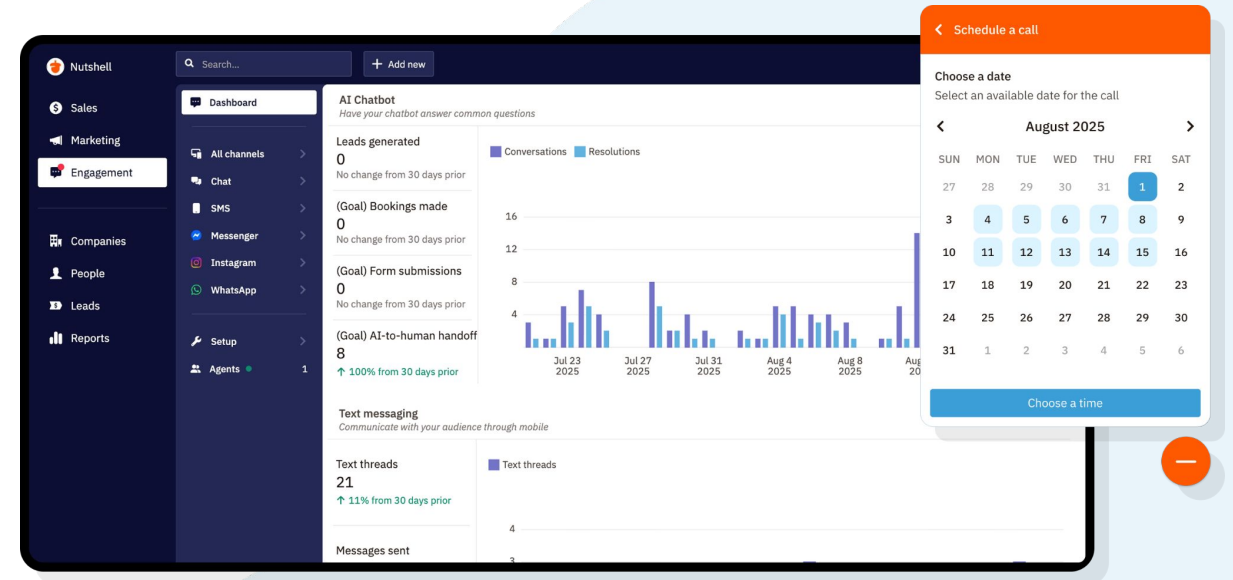 Nutshell
Search...
+ Add new
Sales
Marketing
Engagement
Companies
People
Leads
Reports
Dashboard
All channels
Chat
SMS
Messenger
Instagram
WhatsApp
Setup
Agents 1
AI Chatbot
Have your chatbot answer common questions
Leads generated
0
No change from 30 days prior
(Goal) Bookings made
0
No change from 30 days prior
(Goal) Form submissions
0
No change from 30 days prior
(Goal) AI-to-human handoff
8
↑ 100% from 30 days prior
Conversations Resolutions
16
12
8
4
Jul 23 Jul 27 Jul 31 Aug 4 Aug 8 Aug
2025 2025 2025 2025 2025 20
Text messaging
Communicate with your audience through mobile
Text threads
21
↑ 11% from 30 days prior
Messages sent
Text threads
4
3
Schedule a call
Choose a date
Select an available date for the call
August 2025
SUN MON TUE WED THU FRI SAT
27 28 29 30 31 1 2
3 4 5 6 7 8 9
10 11 12 13 14 15 16
17 18 19 20 21 22 23
24 25 26 27 28 29 30
31 1 2 3 4 5 6
Choose a time